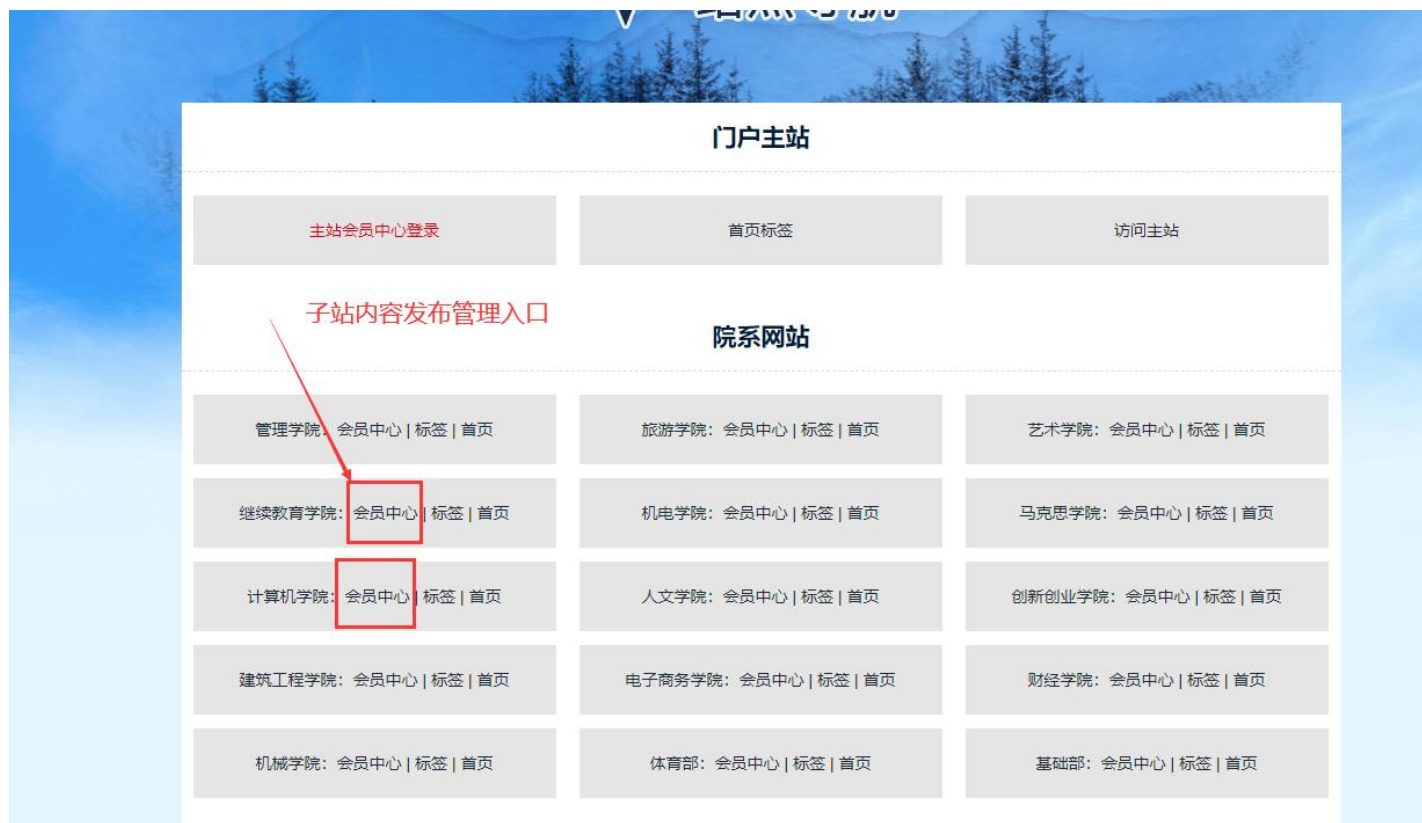 门户主站
主站会员中心登录
首页标签
访问主站
子站内容发布管理入口
院系网站
管理学院：会员中心 | 标签 | 首页
旅游学院：会员中心 | 标签 | 首页
艺术学院：会员中心 | 标签 | 首页
继续教育学院：会员中心 | 标签 | 首页
机电学院：会员中心 | 标签 | 首页
马克思学院：会员中心 | 标签 | 首页
计算机学院：会员中心 | 标签 | 首页
人文学院：会员中心 | 标签 | 首页
创新创业学院：会员中心 | 标签 | 首页
建筑工程学院：会员中心 | 标签 | 首页
电子商务学院：会员中心 | 标签 | 首页
财经学院：会员中心 | 标签 | 首页
机械学院：会员中心 | 标签 | 首页
体育部：会员中心 | 标签 | 首页
基础部：会员中心 | 标签 | 首页